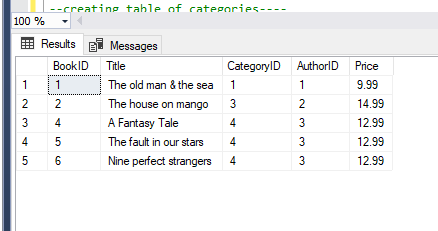 --creating table of categories----
100 %
Results Messages
BookID Title CategoryID AuthorID Price
1 1 The old man & the sea 1 1 9.99
2 2 The house on mango 3 2 14.99
3 4 A Fantasy Tale 4 3 12.99
4 5 The fault in our stars 4 3 12.99
5 6 Nine perfect strangers 4 3 12.99